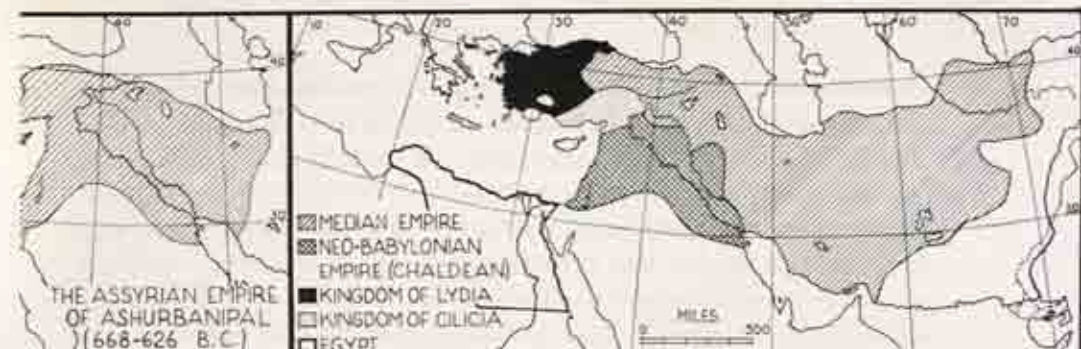 40
10
20
30
40
50
60
70
40
40
30
30
THE ASSYRIAN EMPIRE
OF ASHURBANIPAL
)(668-626 B.C.)
MEDIAN EMPIRE
NEO-BABYLONIAN
EMPIRE (CHALDEAN)
KINGDOM OF LYDIA
KINGDOM OF CILICIA
EGYPT
MILES
0 500